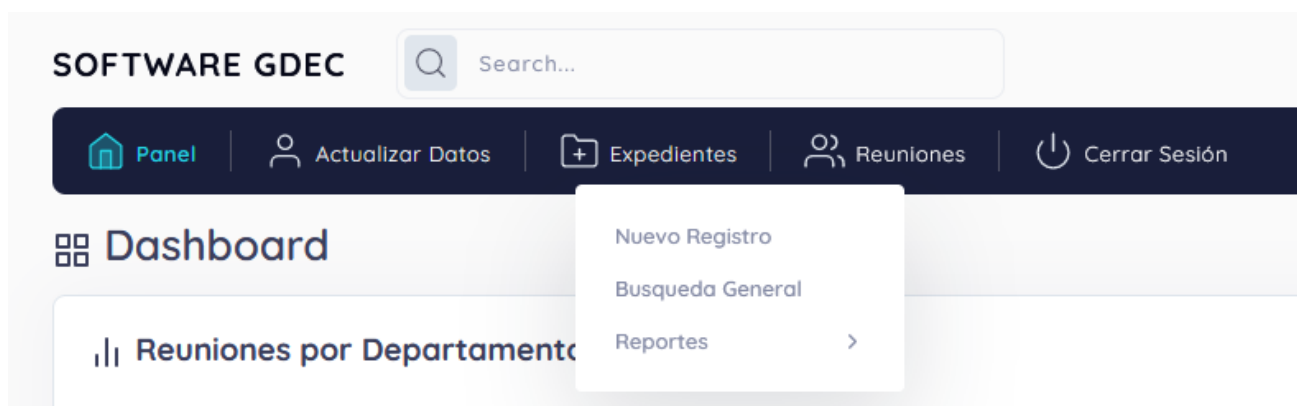 SOFTWARE GDEC
Search...
Panel
Actualizar Datos
Expedientes
Reuniones
Cerrar Sesión
Dashboard
Nuevo Registro
Busqueda General
Reportes
Reuniones por Departamento